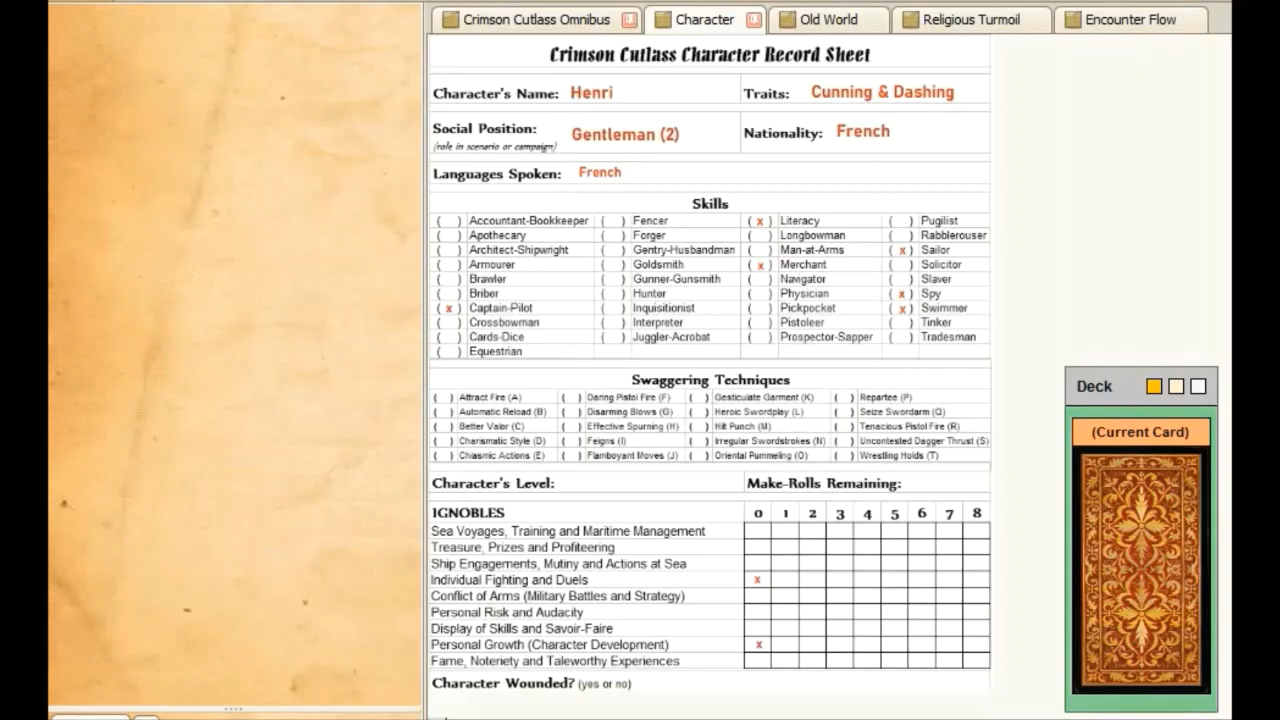 Crimson Cutlass Omnibus Character Old World Religious Turmoil Encounter Flow
Crimson Cutlass Character Record Sheet
Character's Name: Henri Traits: Cunning & Dashing
Social Position: Gentleman (2) Nationality: French
(role in scenario or campaign)
Languages Spoken: French
Skills
( ) Accountant-Bookkeeper ( ) Fencer ( x ) Literacy ( ) Pugilist
( ) Apothecary ( ) Forger ( ) Longbowman ( ) Rabblerouser
( ) Architect-Shipwright ( ) Gentry-Husbandman ( ) Man-at-Arms ( x ) Sailor
( ) Armourer ( ) Goldsmith ( x ) Merchant ( ) Solicitor
( ) Brawler ( ) Gunner-Gunsmith ( ) Navigator ( ) Slaver
( ) Briber ( ) Hunter ( ) Physician ( x ) Spy
( x ) Captain-Pilot ( ) Inquisitionist ( ) Pickpocket ( x ) Swimmer
( ) Crossbowman ( ) Interpreter ( ) Pistoleer ( ) Tinker
( ) Cards-Dice ( ) Juggler-Acrobat ( ) Prospector-Sapper ( ) Tradesman
( ) Equestrian
Swaggering Techniques
( ) Attract Fire (A) ( ) Daring Pistol Fire (F) ( ) Gesticulate Garment (K) ( ) Repartee (P)
( ) Automatic Reload (B) ( ) Disarming Blows (G) ( ) Heroic Swordplay (L) ( ) Seize Swordarm (Q)
( ) Better Valor (C) ( ) Effective Spurning (H) ( ) Hilt Punch (M) ( ) Tenacious Pistol Fire (R)
( ) Charismatic Style (D) ( ) Feigns (I) ( ) Irregular Swordstrokes (N) ( ) Uncontested Dagger Thrust (S)
( ) Chiasmic Actions (E) ( ) Flamboyant Moves (J) ( ) Oriental Pummeling (O) ( ) Wrestling Holds (T)
Character's Level: Make-Rolls Remaining:
IGNOBLES 0 1 2 3 4 5 6 7 8
Sea Voyages, Training and Maritime Management
Treasure, Prizes and Profiteering
Ship Engagements, Mutiny and Actions at Sea
Individual Fighting and Duels x
Conflict of Arms (Military Battles and Strategy)
Personal Risk and Audacity
Display of Skills and Savoir-Faire
Personal Growth (Character Development) x
Fame, Noteriety and Taleworthy Experiences
Character Wounded? (yes or no)
Deck
(Current Card)